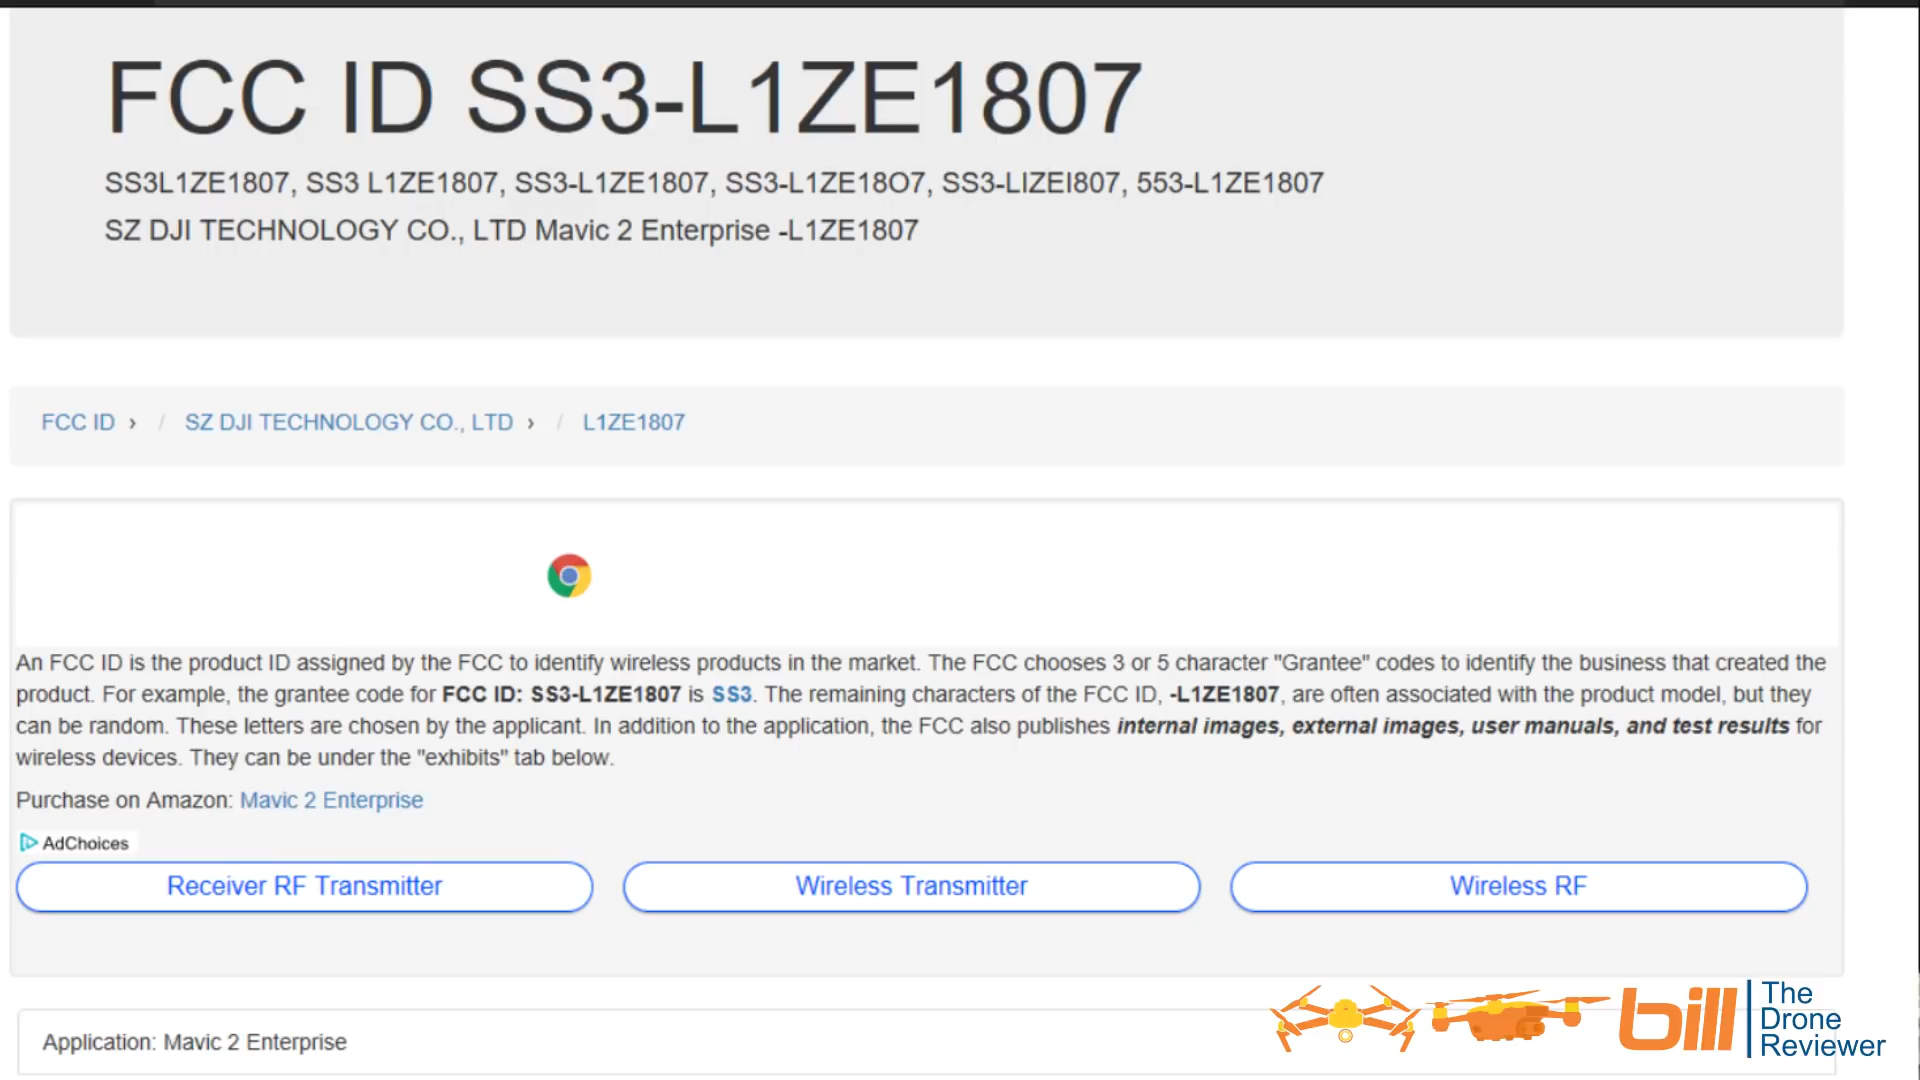 FCC ID SS3-L1ZE1807
SS3L1ZE1807, SS3 L1ZE1807, SS3-L1ZE1807, SS3-L1ZE18O7, SS3-LIZEI807, 553-L1ZE1807
SZ DJI TECHNOLOGY CO., LTD Mavic 2 Enterprise -L1ZE1807
FCC ID › / SZ DJI TECHNOLOGY CO., LTD › / L1ZE1807
An FCC ID is the product ID assigned by the FCC to identify wireless products in the market. The FCC chooses 3 or 5 character "Grantee" codes to identify the business that created the
product. For example, the grantee code for FCC ID: SS3-L1ZE1807 is SS3. The remaining characters of the FCC ID, -L1ZE1807, are often associated with the product model, but they
can be random. These letters are chosen by the applicant. In addition to the application, the FCC also publishes internal images, external images, user manuals, and test results for
wireless devices. They can be under the "exhibits" tab below.
Purchase on Amazon: Mavic 2 Enterprise
AdChoices
Receiver RF Transmitter
Wireless Transmitter
Wireless RF
Application: Mavic 2 Enterprise
bill
The
Drone
Reviewer